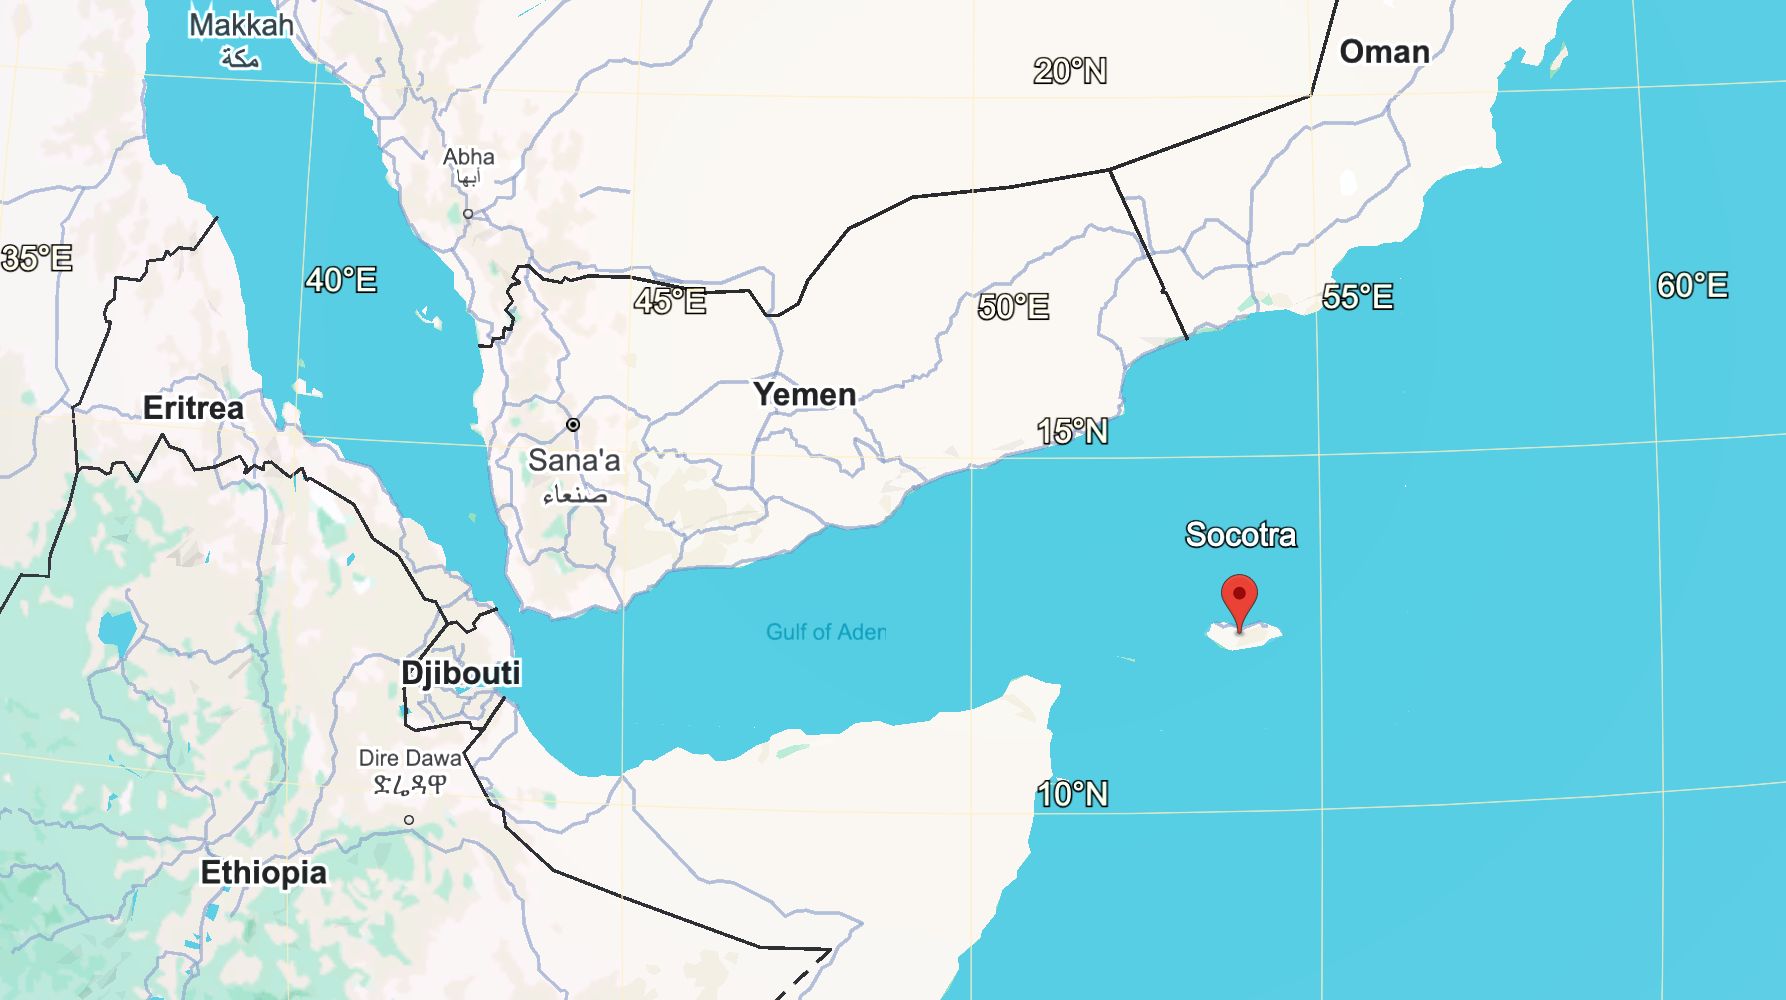 Makkah
مكة
Oman
20°N
Abha
أبها
35°E
40°E
45°E
50°E
55°E
60°E
Eritrea
Yemen
15°N
Sana'a
صنعاء
Socotra
Gulf of Aden
Djibouti
Dire Dawa
ድሬዳዋ
10°N
Ethiopia